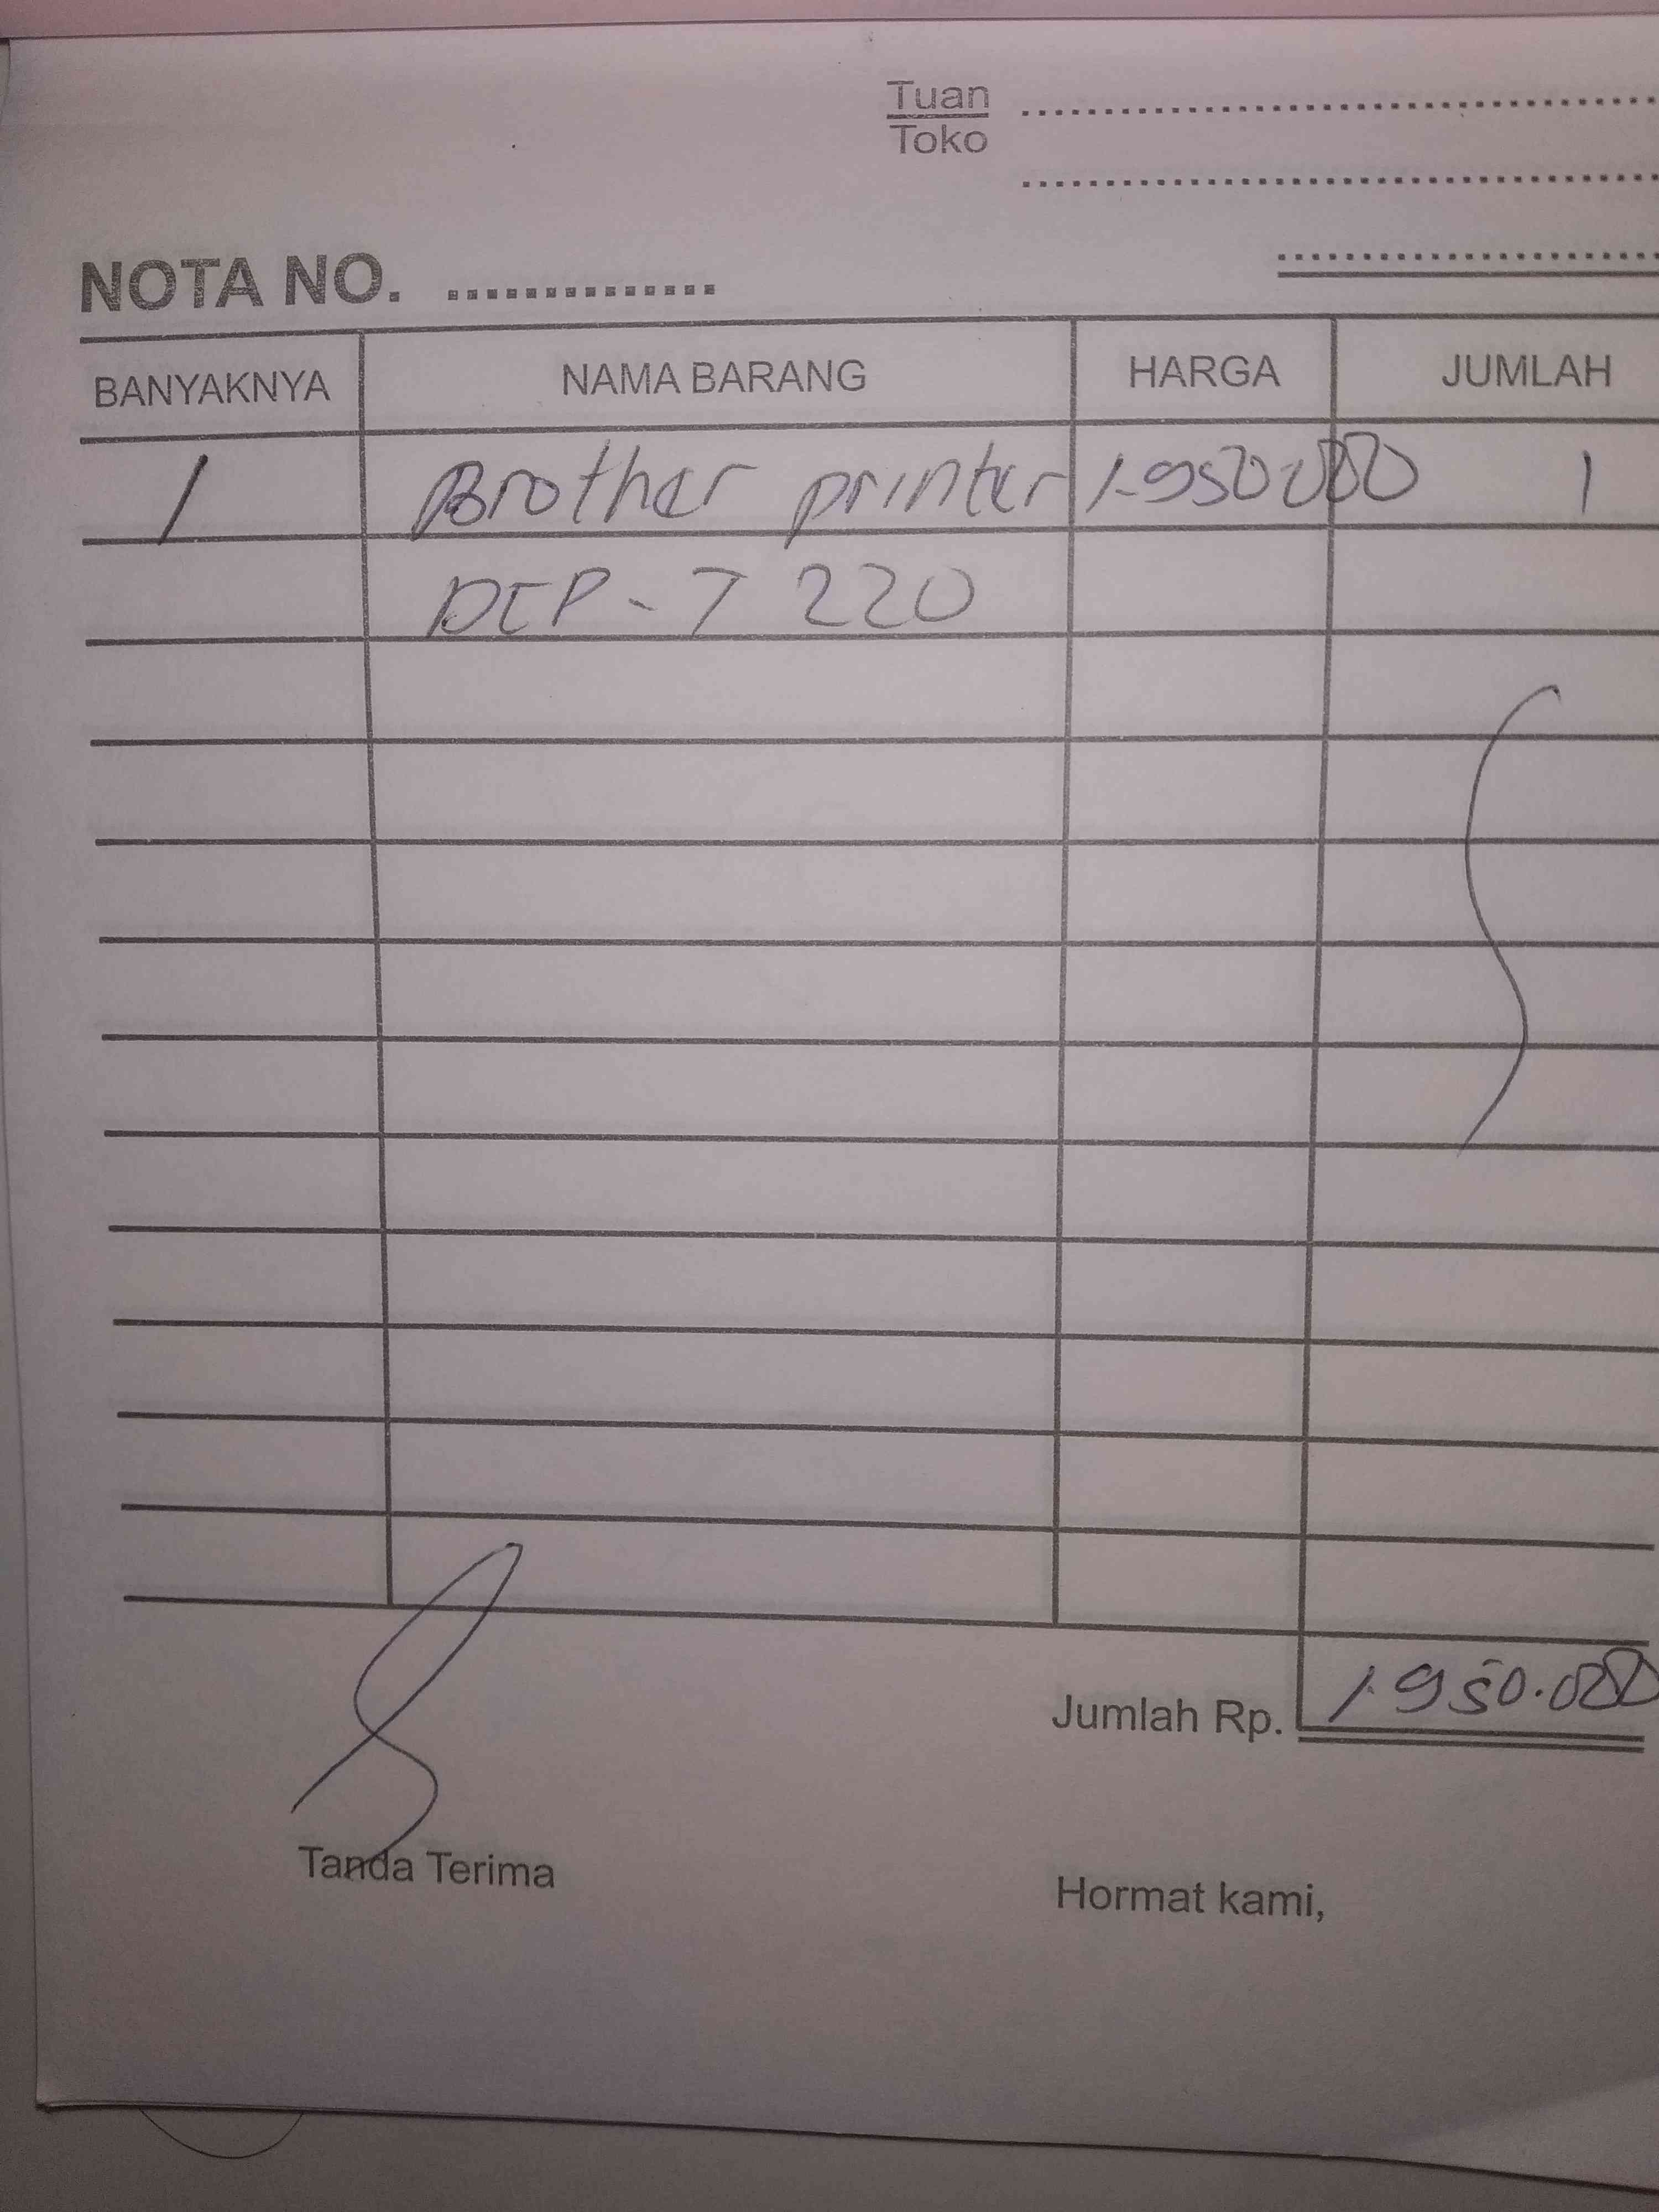 Tuan
Toko
NOTA NO. ...............
BANYAKNYA NAMA BARANG HARGA JUMLAH
1 Brother printer 1.950.000 1
DCP - T 220
Jumlah Rp. 1.950.000
Tanda Terima
Hormat kami,